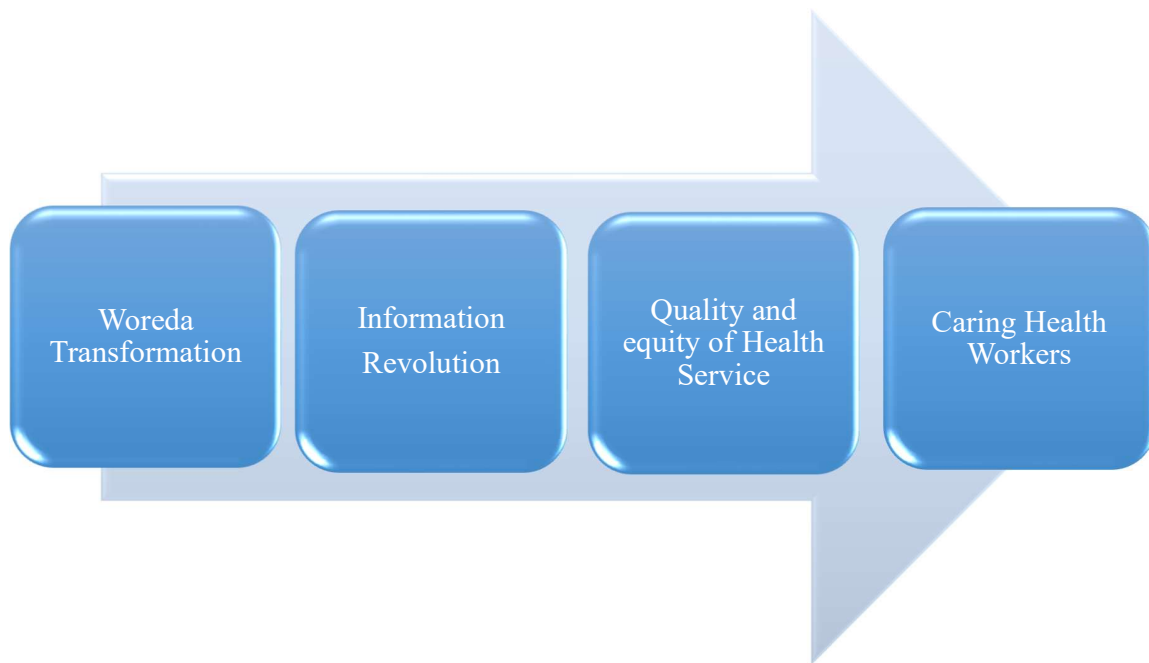 Woreda
Transformation
Information
Revolution
Quality and
equity of Health
Service
Caring Health
Workers